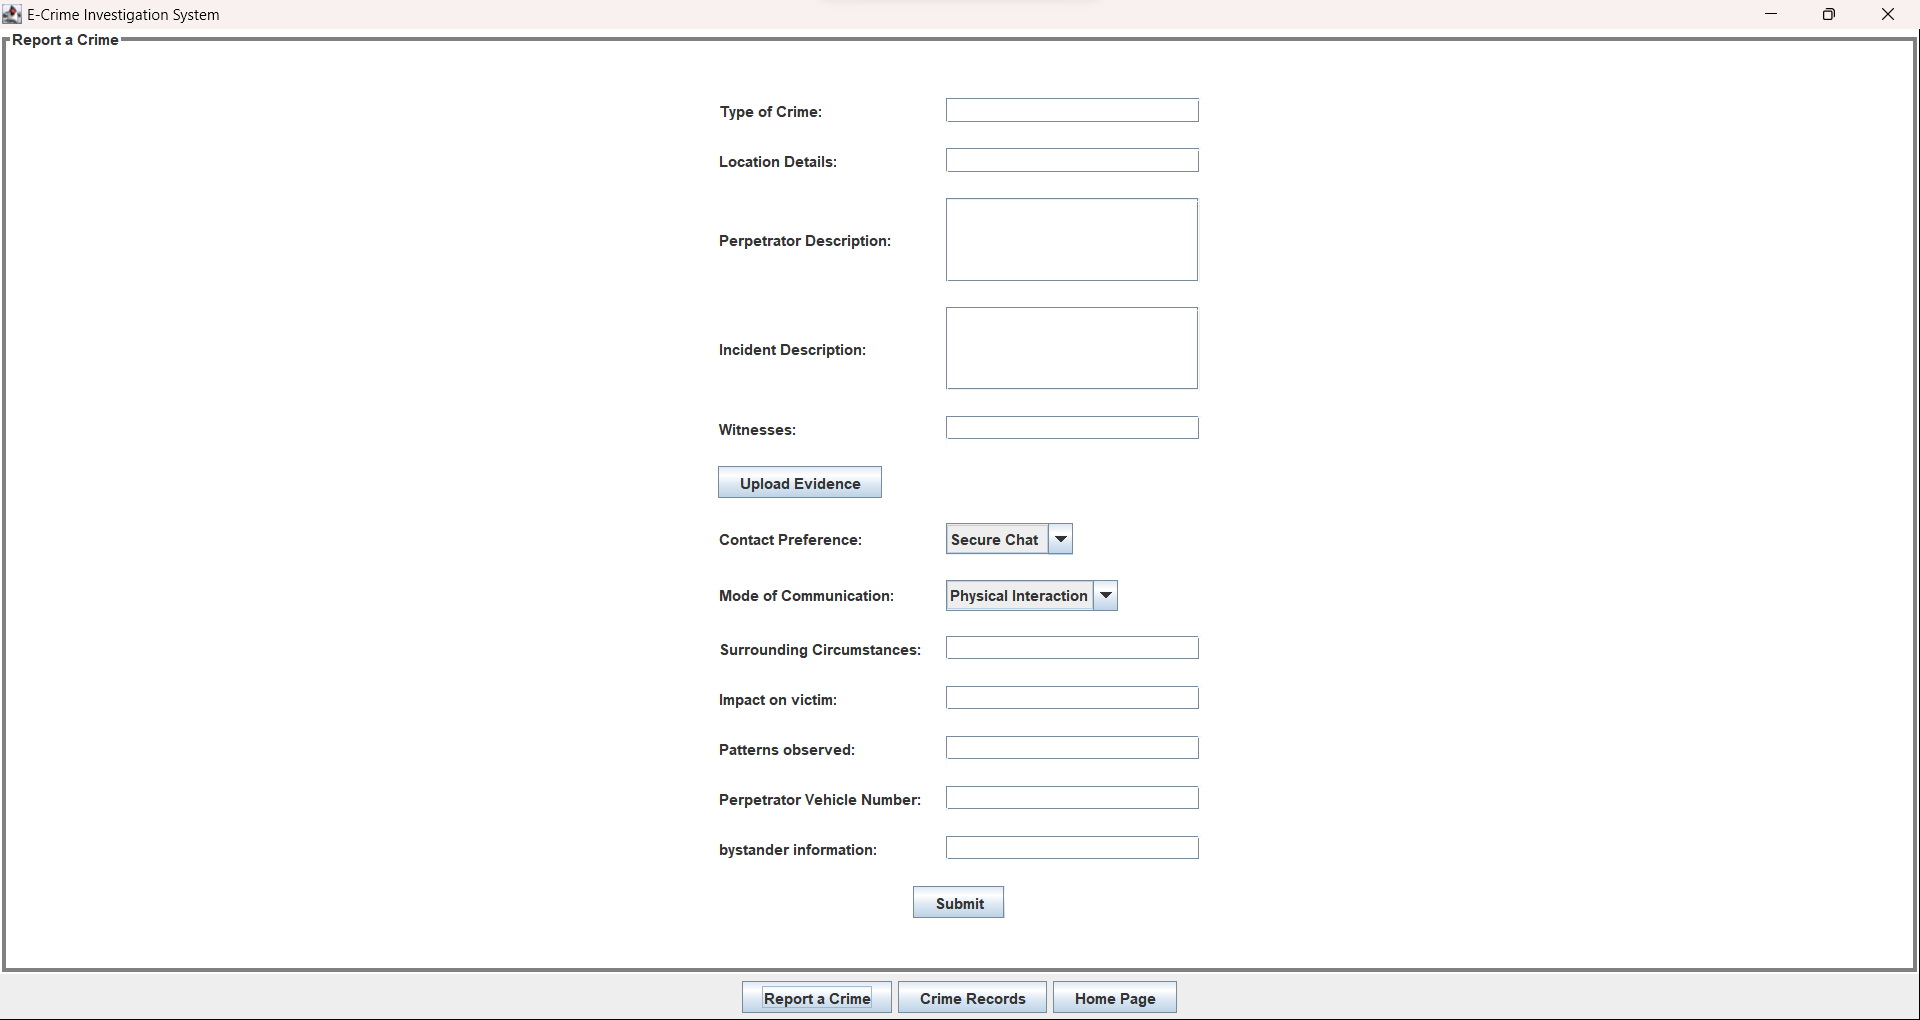 E-Crime Investigation System
Report a Crime
Type of Crime:
Location Details:
Perpetrator Description:
Incident Description:
Witnesses:
Upload Evidence
Contact Preference: Secure Chat
Mode of Communication: Physical Interaction
Surrounding Circumstances:
Impact on victim:
Patterns observed:
Perpetrator Vehicle Number:
bystander information:
Submit
Report a Crime Crime Records Home Page